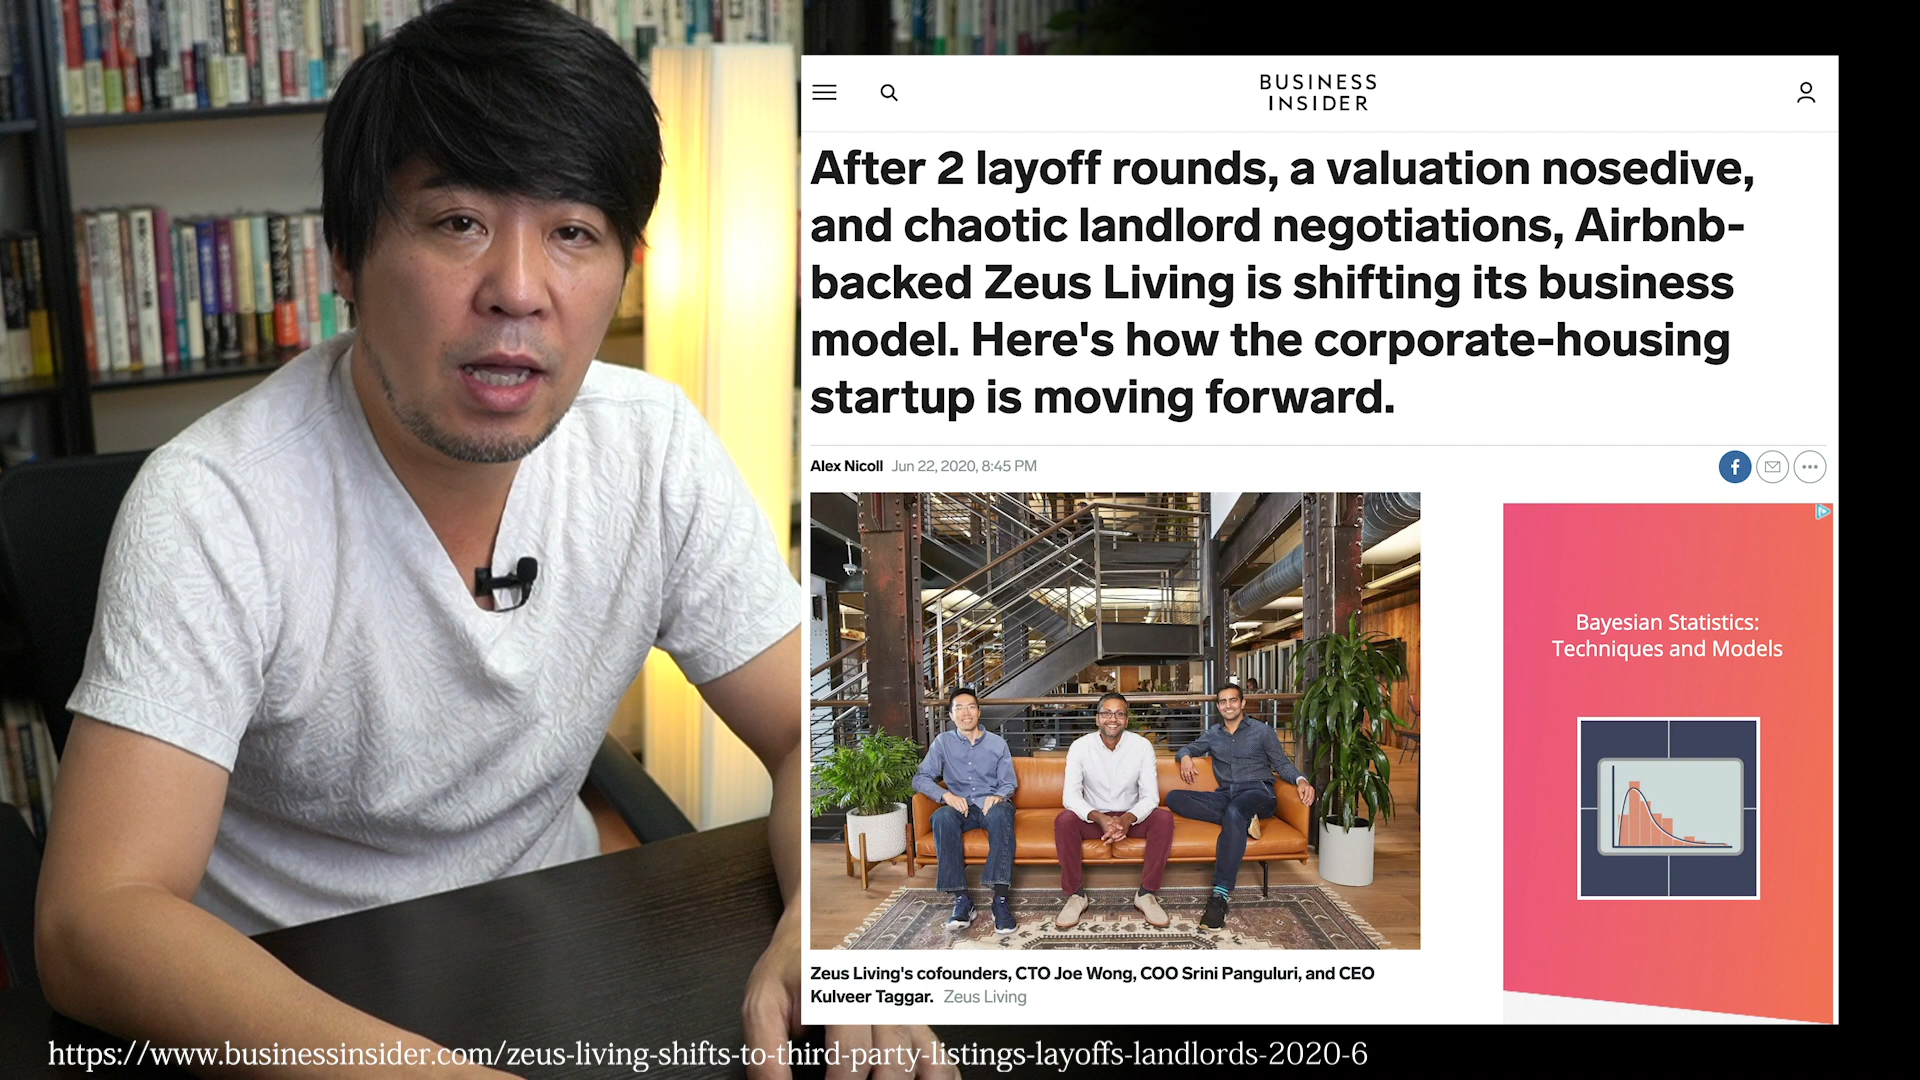 BUSINESS
INSIDER
After 2 layoff rounds, a valuation nosedive,
and chaotic landlord negotiations, Airbnb-
backed Zeus Living is shifting its business
model. Here's how the corporate-housing
startup is moving forward.
Alex Nicoll Jun 22, 2020, 8:45 PM
Bayesian Statistics:
Techniques and Models
Zeus Living's cofounders, CTO Joe Wong, COO Srini Panguluri, and CEO
Kulveer Taggar. Zeus Living
https://www.businessinsider.com/zeus-living-shifts-to-third-party-listings-layoffs-landlords-2020-6